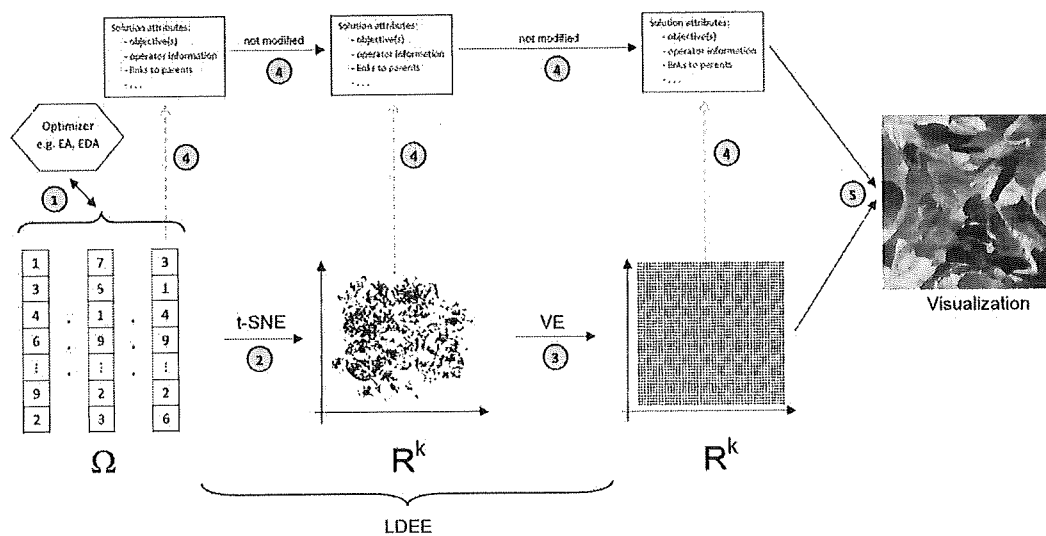 Solution attributes:
- objective(s)
- operator information
- links to parents
- ...
not modified
4
Solution attributes:
- objective(s)
- operator information
- links to parents
- ...
not modified
4
Solution attributes:
- objective(s)
- operator information
- links to parents
- ...
Optimizer
e.g. EA, EDA
4
4
4
1
5
Visualization
1 7 3
3 5 1
4 . 1 . 4
6 . 9 . 9
⋮ . ⋮ . ⋮
9 2 2
2 3 6
t-SNE
2
VE
3
Ω
R^k
R^k
LDEE